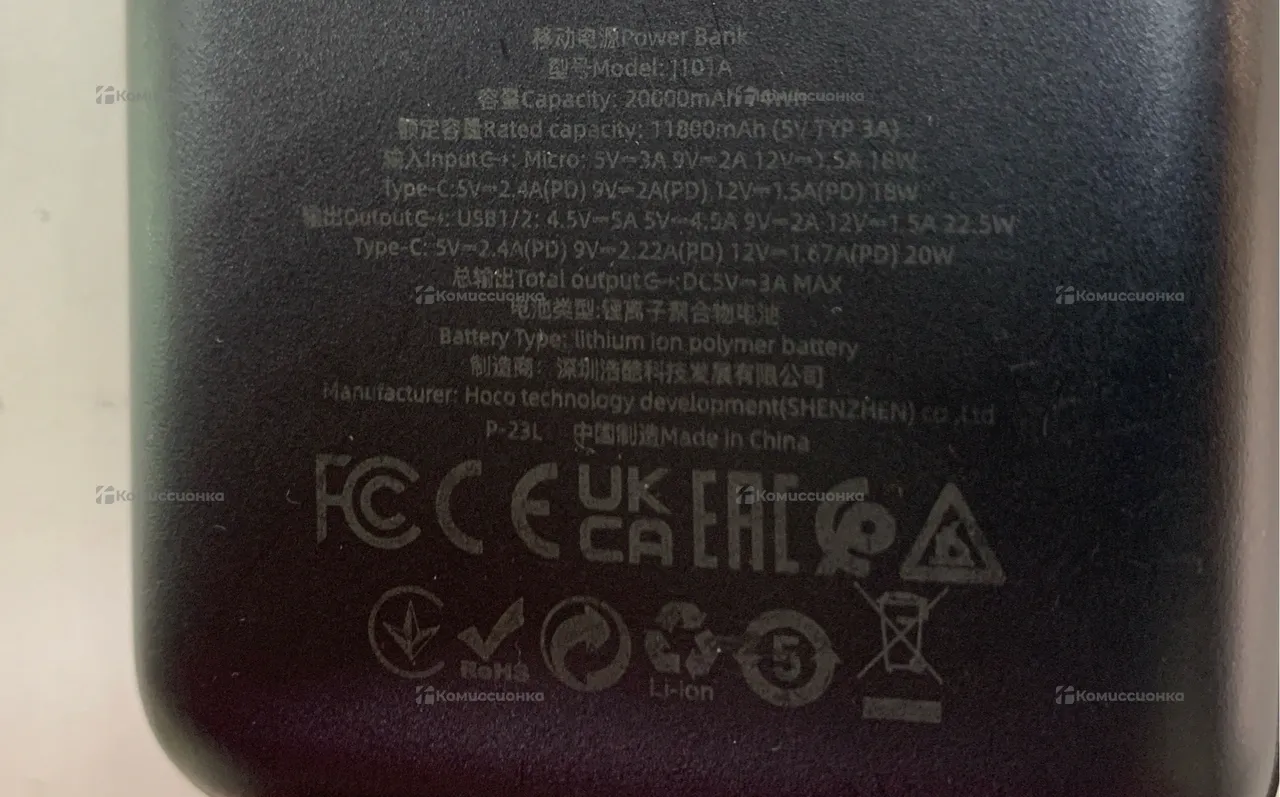 移动电源Power Bank
型号Model: J101A
容量Capacity: 20000mAh
额定容量Rated capacity: 11800mAh (5V TYP 3A)
输入Input: Micro: 5V⎓3A 9V⎓2A 12V⎓1.5A 18W
Type-C:5V⎓2.4A(PD) 9V⎓2A(PD) 12V⎓1.5A(PD) 18W
输出Output: USB1/2: 4.5V⎓5A 5V⎓4.5A 9V⎓2A 12V⎓1.5A 22.5W
Type-C: 5V⎓2.4A(PD) 9V⎓2.22A(PD) 12V⎓1.67A(PD) 20W
总输出Total output:DC5V⎓3A MAX
电池类型:锂离子聚合物电池
Battery Type: lithium ion polymer battery
制造商：深圳浩酷科技发展有限公司
Manufacturer: Hoco technology development(SHENZHEN) co.,Ltd
P-23L 中国制造Made in China
FCC CE UKCA EAC
RoHS Li-ion 5
Комиссионка
Комиссионка
Комиссионка
Комиссионка
Комиссионка
Комиссионка
Комиссионка
Комиссионка